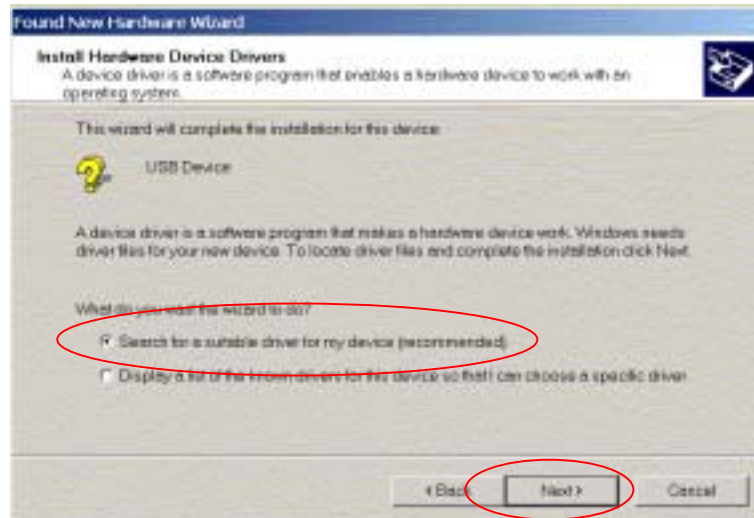 Found New Hardware Wizard
Install Hardware Device Drivers
A device driver is a software program that enables a hardware device to work with an
operating system.
This wizard will complete the installation for this device:
USB Device
A device driver is a software program that makes a hardware device work. Windows needs
driver files for your new device. To locate driver files and complete the installation click Next.
What do you want the wizard to do?
Search for a suitable driver for my device (recommended)
Display a list of the known drivers for this device so that I can choose a specific driver
< Back
Next >
Cancel